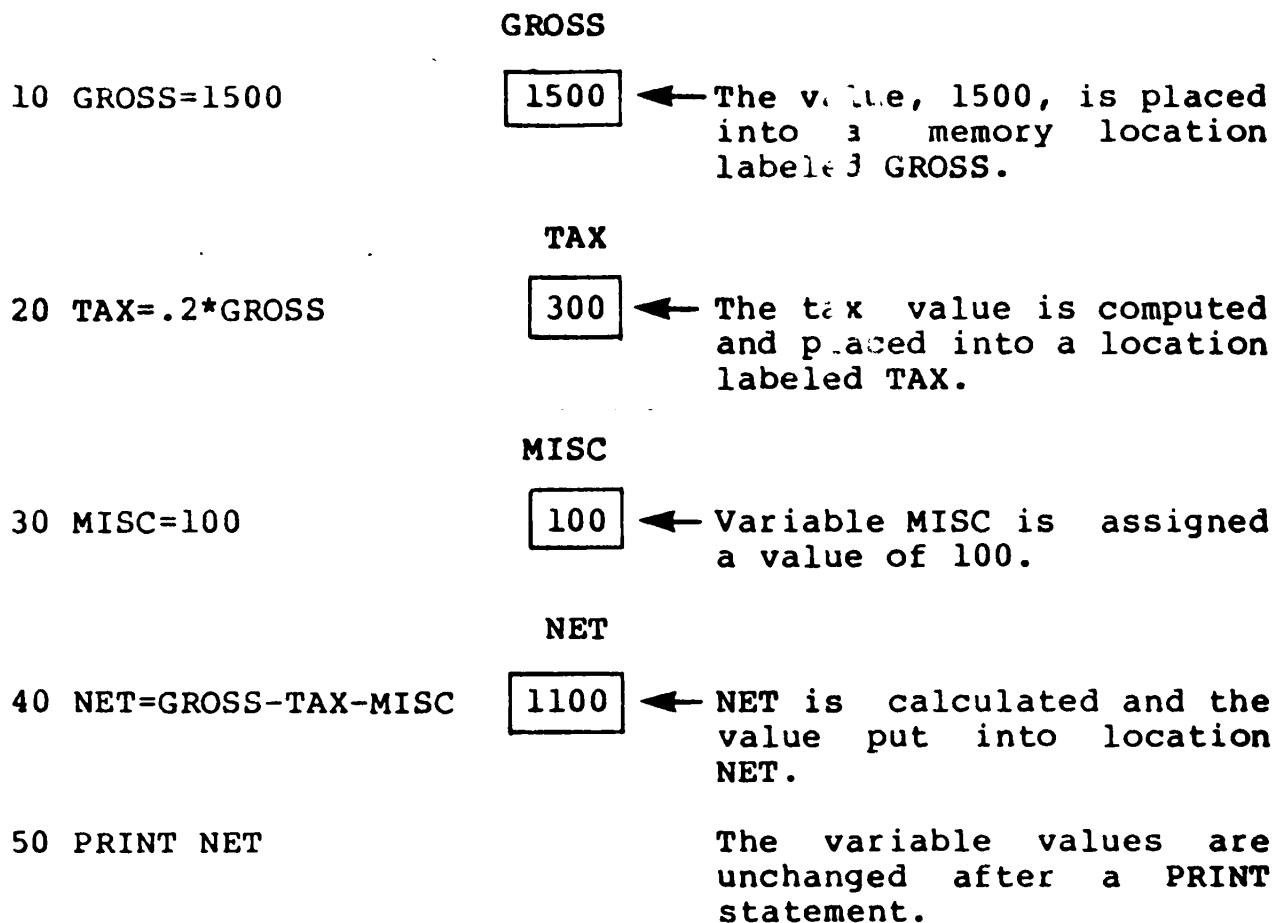 GROSS
10 GROSS=1500
1500
The value, 1500, is placed
into a memory location
labeled GROSS.
TAX
20 TAX=.2*GROSS
300
The tax value is computed
and placed into a location
labeled TAX.
MISC
30 MISC=100
100
Variable MISC is assigned
a value of 100.
NET
40 NET=GROSS-TAX-MISC
1100
NET is calculated and the
value put into location
NET.
50 PRINT NET
The variable values are
unchanged after a PRINT
statement.